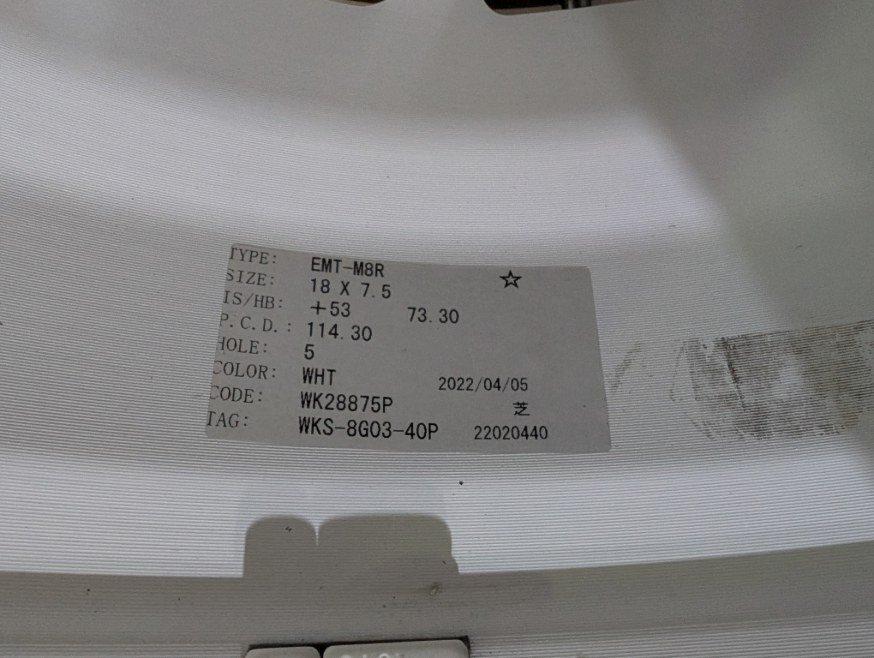 TYPE: EMT-M8R ☆
SIZE: 18 X 7.5
IS/HB: +53 73.30
P.C.D.: 114.30
HOLE: 5
COLOR: WHT 2022/04/05
CODE: WK28875P 芝
TAG: WKS-8G03-40P 22020440